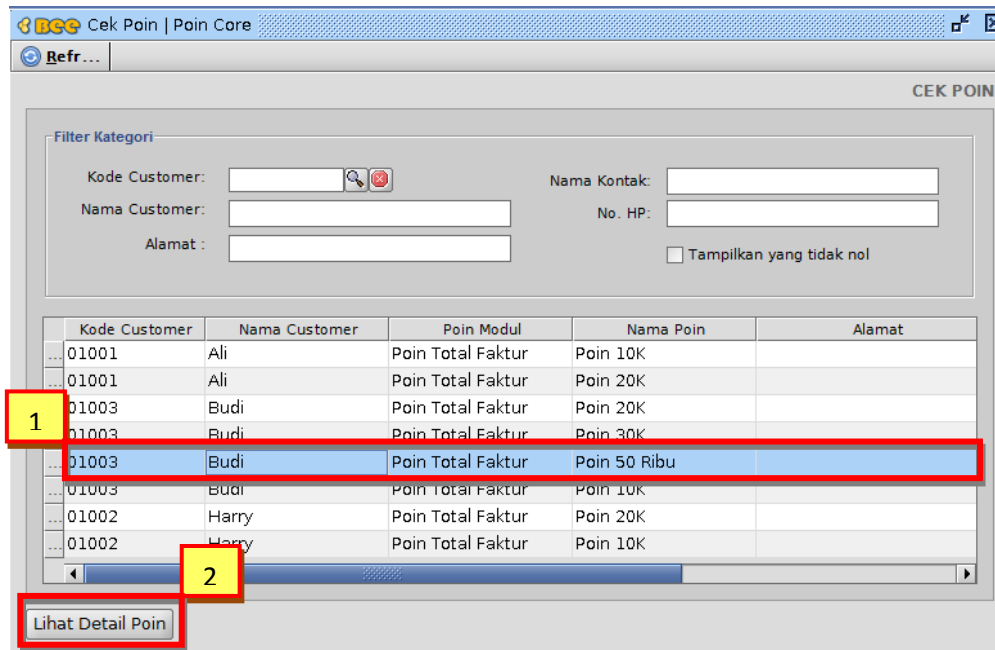 Bee Cek Poin | Poin Core
Refr...
CEK POIN
Filter Kategori
Kode Customer:
Nama Kontak:
Nama Customer:
No. HP:
Alamat :
Tampilkan yang tidak nol
Kode Customer Nama Customer Poin Modul Nama Poin Alamat
... 01001 Ali Poin Total Faktur Poin 10K
... 01001 Ali Poin Total Faktur Poin 20K
01003 Budi Poin Total Faktur Poin 20K
1
01003 Budi Poin Total Faktur Poin 30K
... 01003 Budi Poin Total Faktur Poin 50 Ribu
... 01003 Budi Poin Total Faktur Poin 10K
... 01002 Harry Poin Total Faktur Poin 20K
... 01002 Harry Poin Total Faktur Poin 10K
2
Lihat Detail Poin